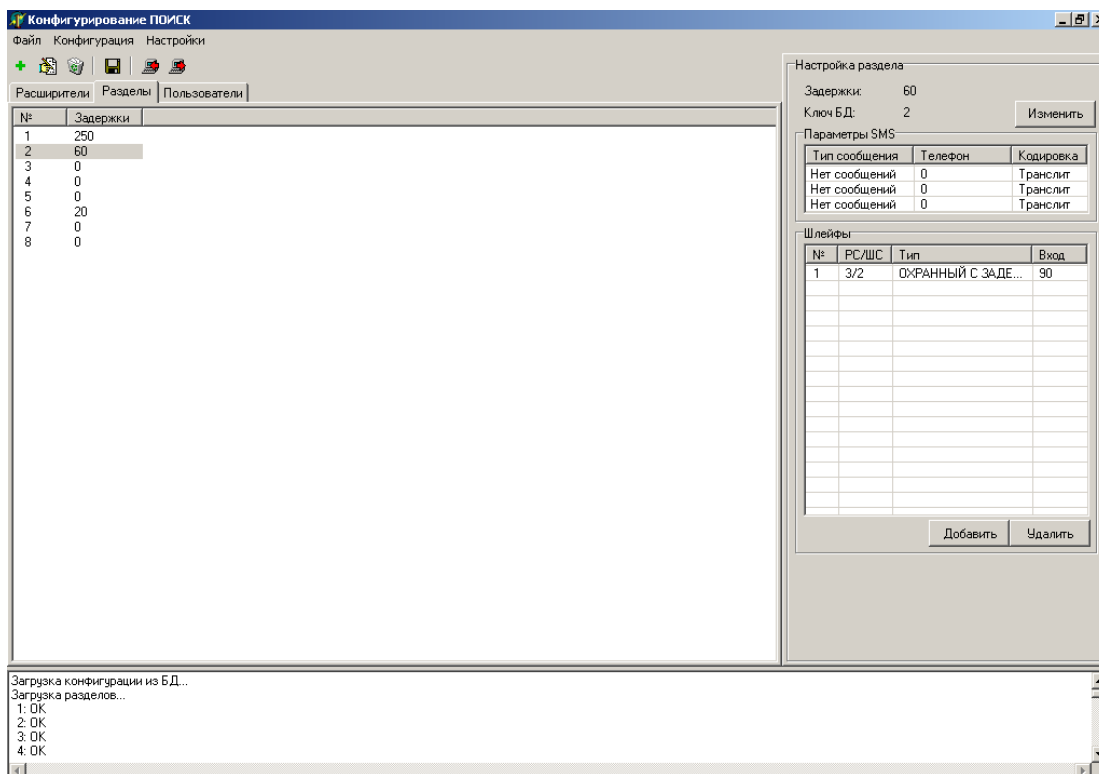 Конфигурирование ПОИСК
Файл Конфигурация Настройки
Расширители Разделы Пользователи
№ Задержки
1 250
2 60
3 0
4 0
5 0
6 20
7 0
8 0
Настройка раздела
Задержки: 60
Ключ БД: 2 Изменить
Параметры SMS
Тип сообщения Телефон Кодировка
Нет сообщений 0 Транслит
Нет сообщений 0 Транслит
Нет сообщений 0 Транслит
Шлейфы
№ РС/ШС Тип Вход
1 3/2 ОХРАННЫЙ С ЗАДЕ... 90
Добавить Удалить
Загрузка конфигурации из БД...
Загрузка разделов...
1: OK
2: OK
3: OK
4: OK